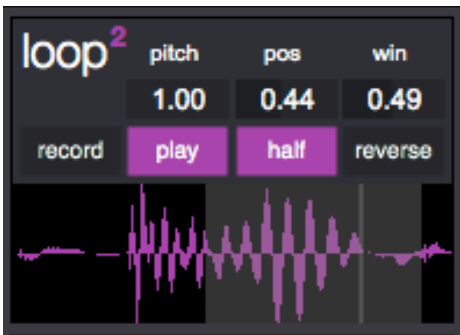 loop² pitch pos win
1.00 0.44 0.49
record play half reverse